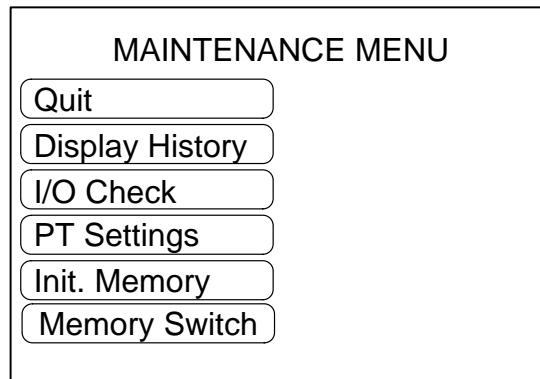 MAINTENANCE MENU
Quit
Display History
I/O Check
PT Settings
Init. Memory
Memory Switch